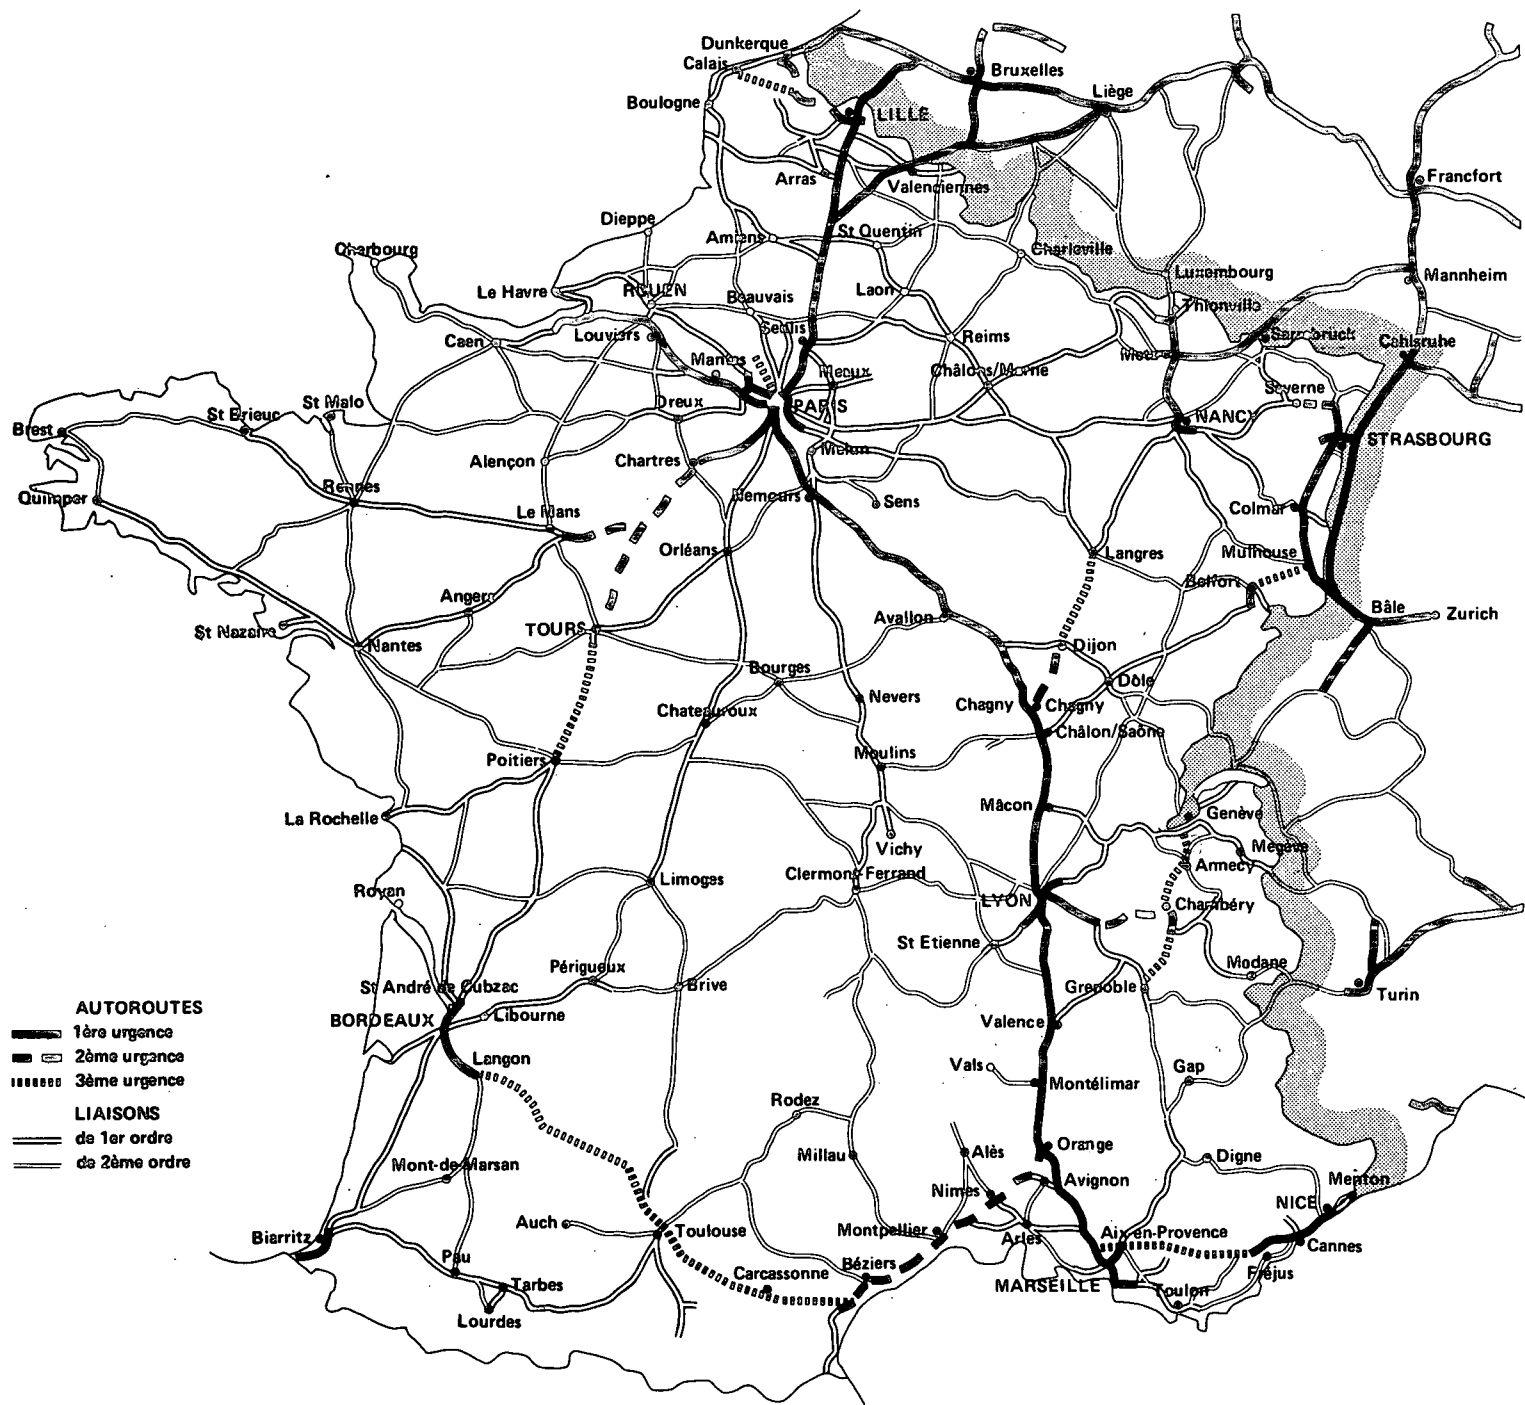 Dunkerque
Calais
Bruxelles
Liège
Boulogne
LILLE
Arras
Valenciennes
Francfort
Dieppe
Amiens
St Quentin
Charleville
Cherbourg
Luxembourg
Mannheim
Le Havre
ROUEN
Beauvais
Laon
Thionville
Louviers
Senlis
Reims
Sarrebrück
Carlsruhe
Caen
Mantes
Meaux
Châlons/Marne
Metz
Saverne
St Malo
Dreux
PARIS
NANCY
St Brieuc
Brest
STRASBOURG
Alençon
Chartres
Melun
Quimper
Rennes
Nemours
Sens
Colmar
Le Mans
Orléans
Langres
Mulhouse
Belfort
Angers
Avallon
Bâle
Zurich
St Nazaire
TOURS
Nantes
Dijon
Bourges
Dôle
Nevers
Chagny
Chagny
Chateauroux
Châlon/Saône
Poitiers
Moulins
Mâcon
Genève
La Rochelle
Vichy
Megève
Annecy
Royan
Limoges
Clermont-Ferrand
LYON
Chambéry
St Etienne
Périgueux
Modane
St André de Cubzac
Brive
Grenoble
Turin
BORDEAUX
Libourne
Valence
Langon
Vals
Montélimar
Gap
Rodez
Orange
Mont-de-Marsan
Millau
Alès
Digne
Nimes
Avignon
Menton
NICE
Auch
Toulouse
Montpellier
Arles
Aix-en-Provence
Biarritz
Cannes
Pau
Carcassonne
Béziers
Fréjus
Tarbes
MARSEILLE
Toulon
Lourdes
AUTOROUTES
1ère urgence
2ème urgence
3ème urgence
LIAISONS
de 1er ordre
de 2ème ordre